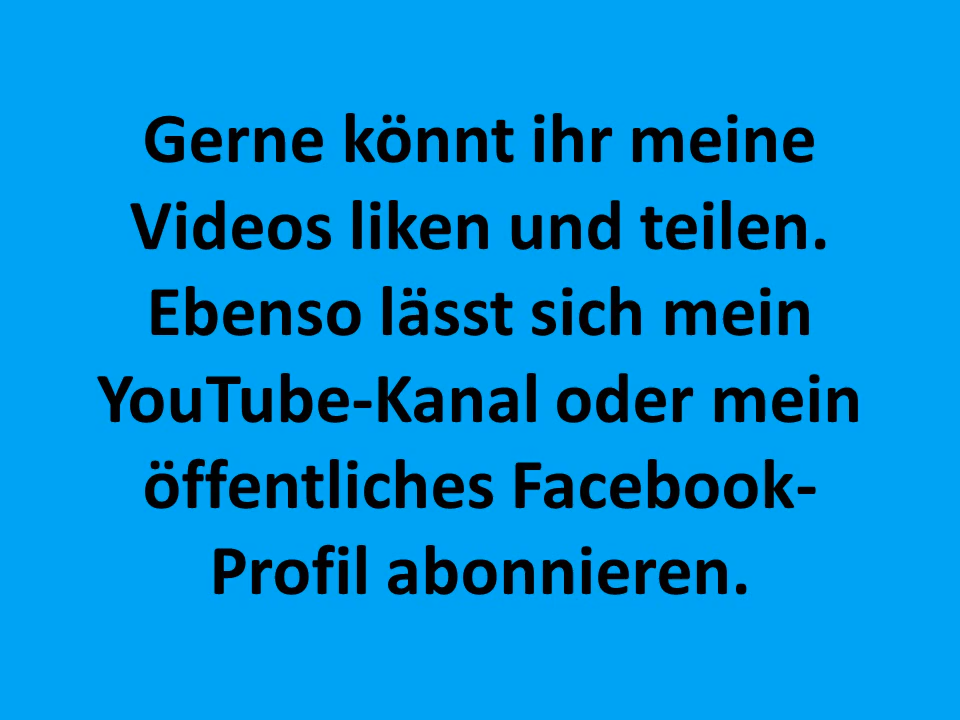 Gerne könnt ihr meine
Videos liken und teilen.
Ebenso lässt sich mein
YouTube-Kanal oder mein
öffentliches Facebook-
Profil abonnieren.